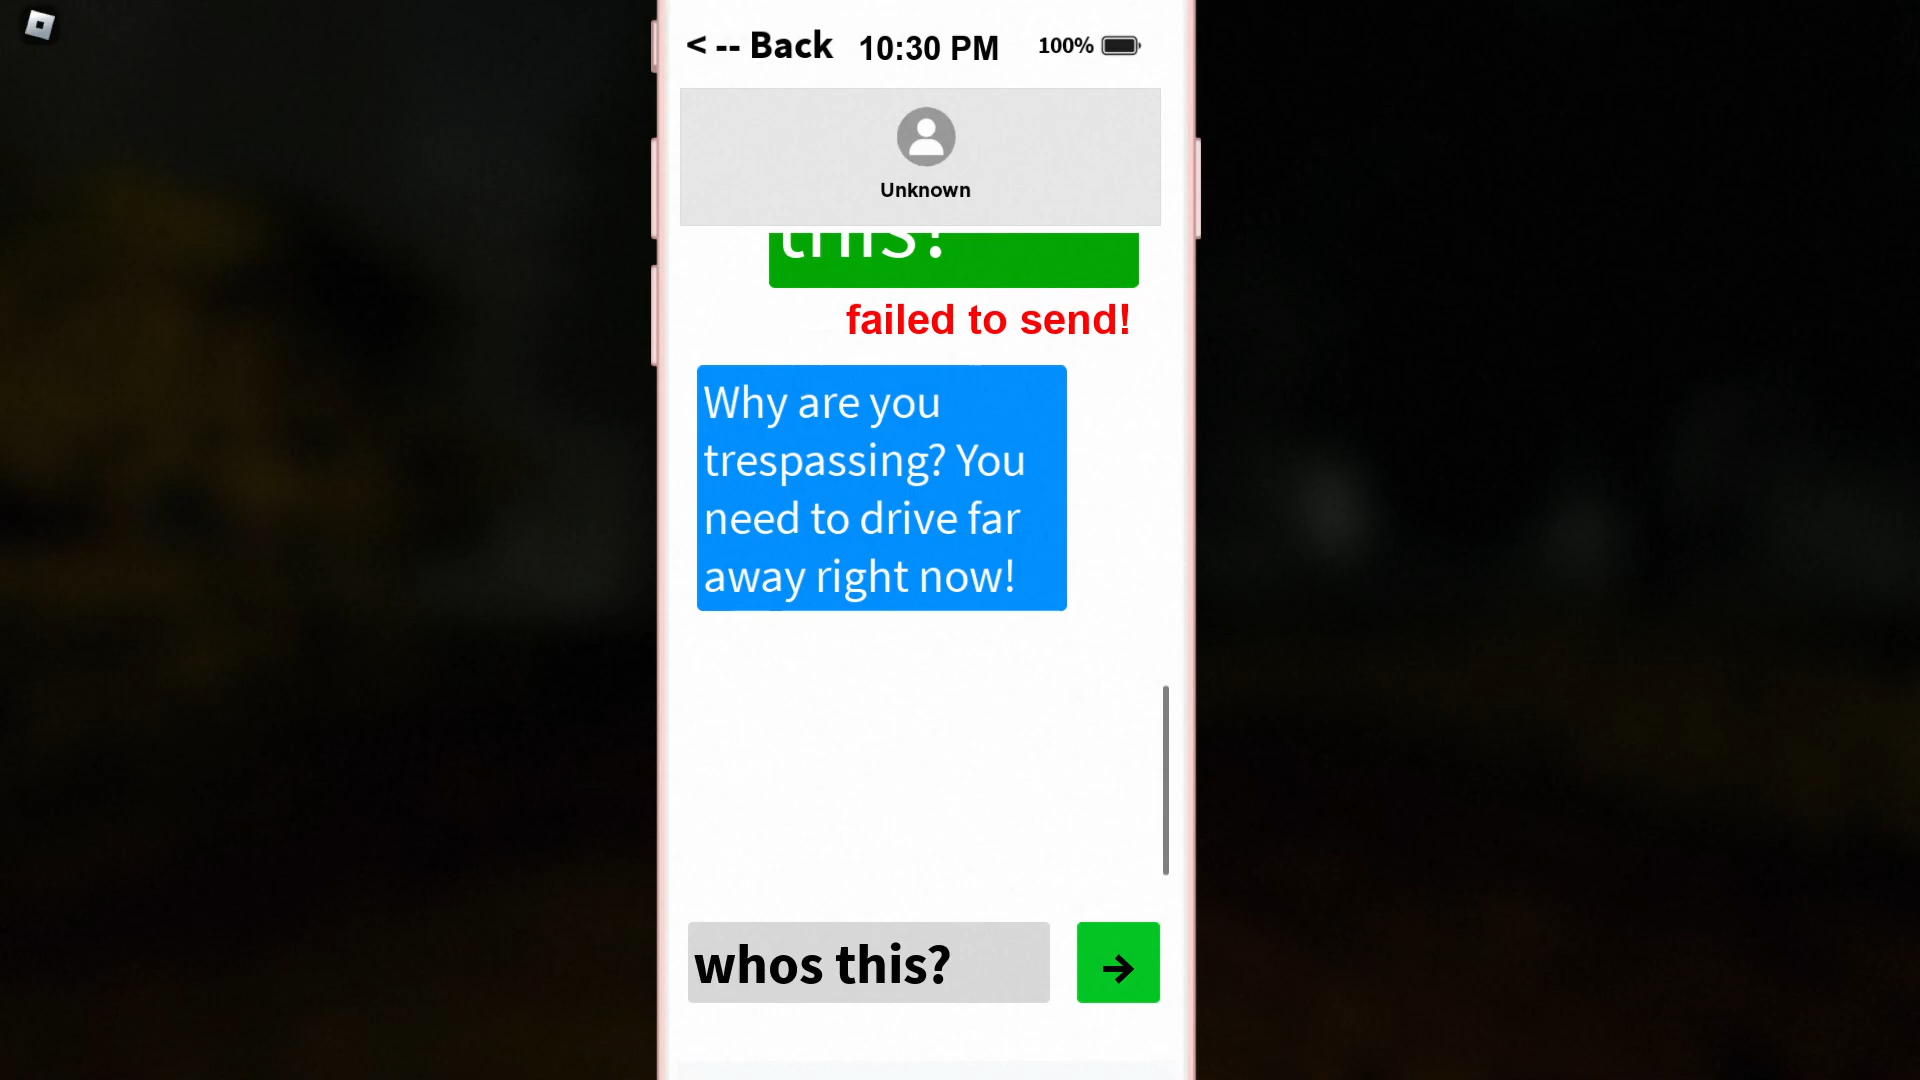 < -- Back 10:30 PM 100%
Unknown
this?
failed to send!
Why are you
trespassing? You
need to drive far
away right now!
whos this?